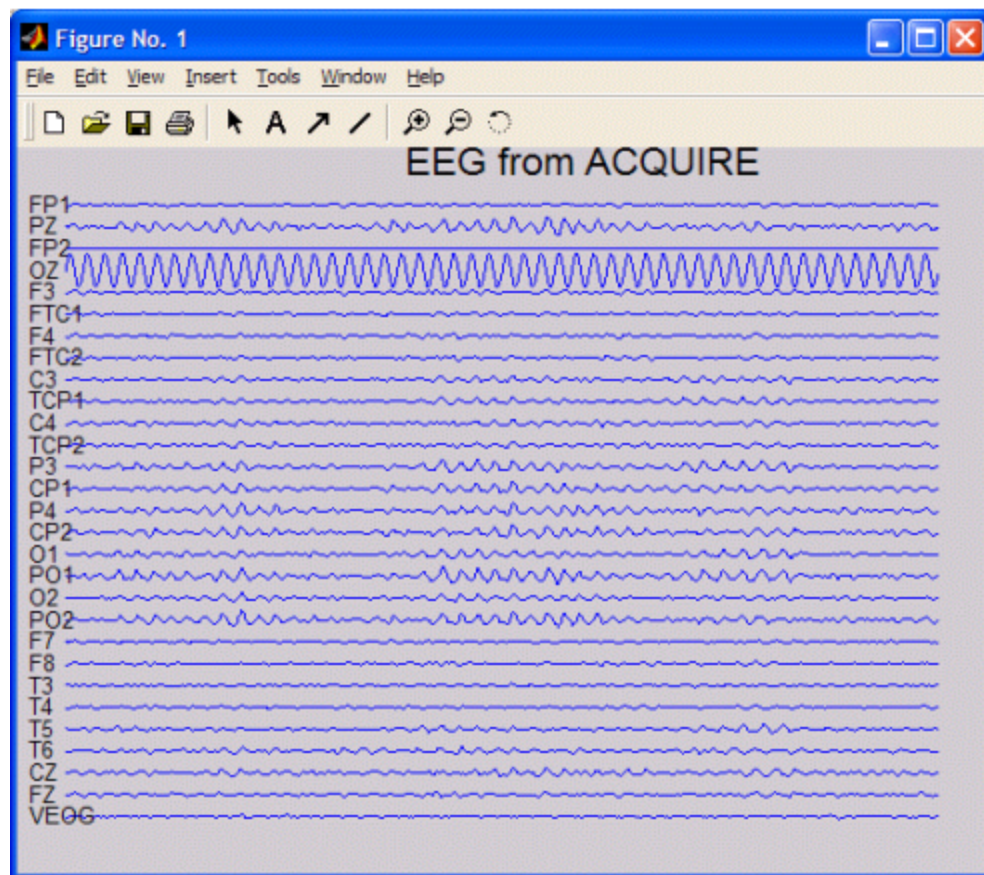 Figure No. 1
File Edit View Insert Tools Window Help
A
EEG from ACQUIRE
FP1
PZ
FP2
OZ
F3
FTC1
F4
FTC2
C3
TCP1
C4
TCP2
P3
CP1
P4
CP2
O1
PO1
O2
PO2
F7
F8
T3
T4
T5
T6
CZ
FZ
VEOG